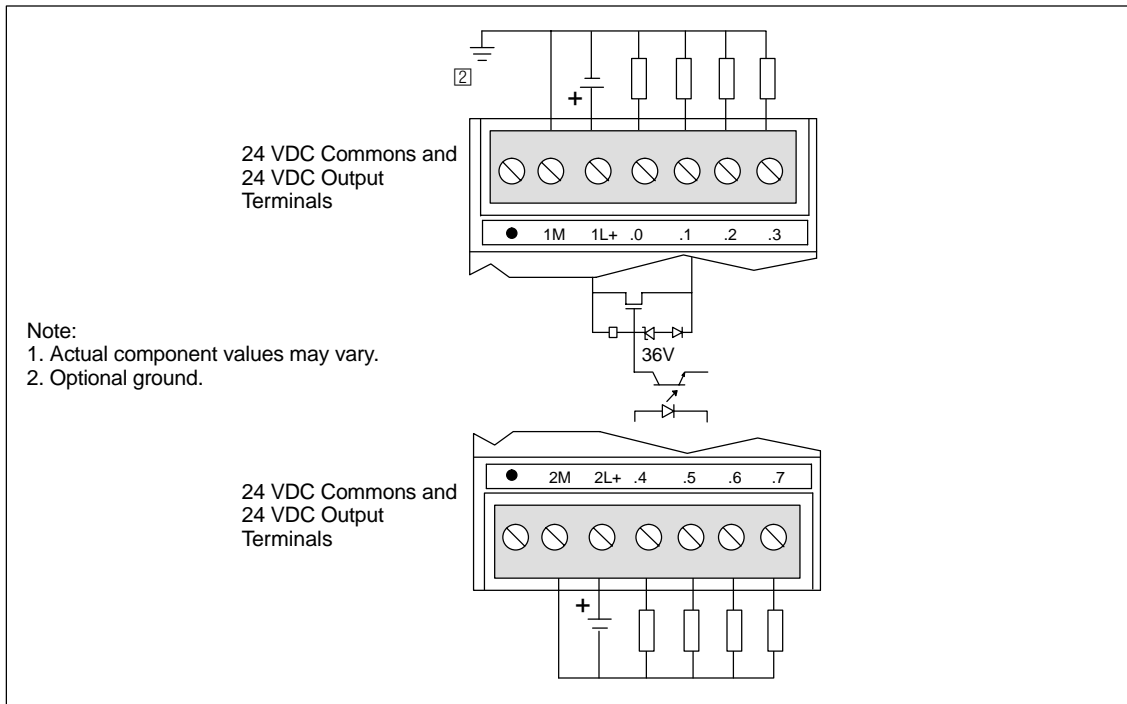 2
+
24 VDC Commons and
24 VDC Output
Terminals
1M 1L+ .0 .1 .2 .3
Note:
1. Actual component values may vary.
2. Optional ground.
36V
24 VDC Commons and
24 VDC Output
Terminals
2M 2L+ .4 .5 .6 .7
+